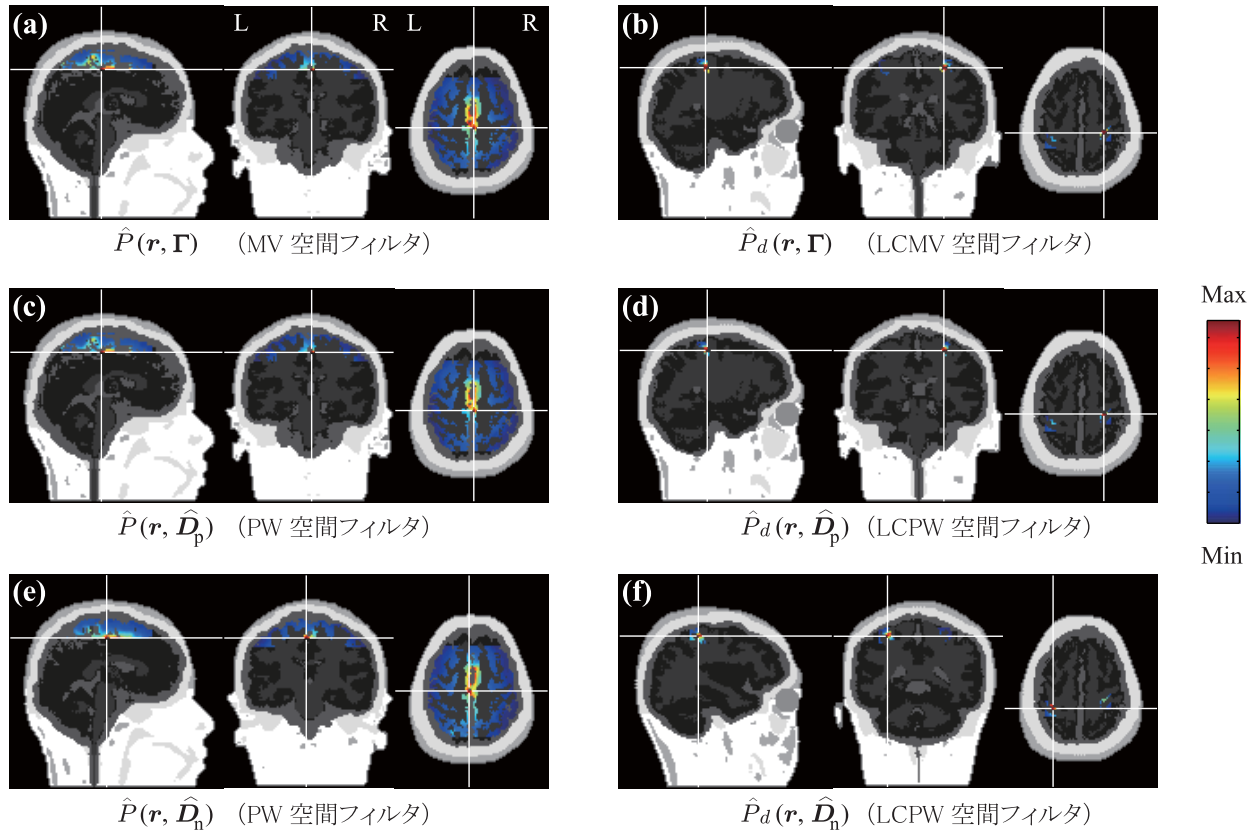 (a) L R L R
P̂(r, Γ) （MV 空間フィルタ）
(b)
P̂d(r, Γ) （LCMV 空間フィルタ）
(c)
P̂(r, D̂p) （PW 空間フィルタ）
(d)
P̂d(r, D̂p) （LCPW 空間フィルタ）
Max
Min
(e)
P̂(r, D̂n) （PW 空間フィルタ）
(f)
P̂d(r, D̂n) （LCPW 空間フィルタ）